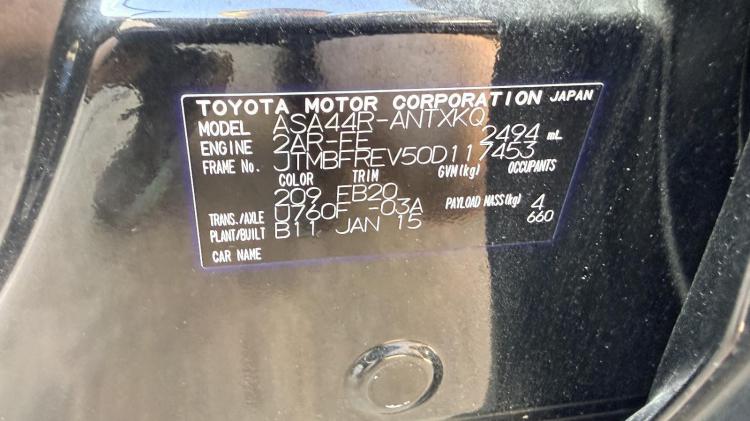 TOYOTA MOTOR CORPORATION JAPAN
MODEL ASA44R-ANTXKQ
ENGINE 2AR-FE 2494 mL
FRAME No. JTMBFREV50D117453
COLOR TRIM GVM(kg) OCCUPANTS
209 EB20
TRANS./AXLE U760F -03A PAYLOAD MASS(kg) 4
PLANT/BUILT B11 JAN 15 660
CAR NAME